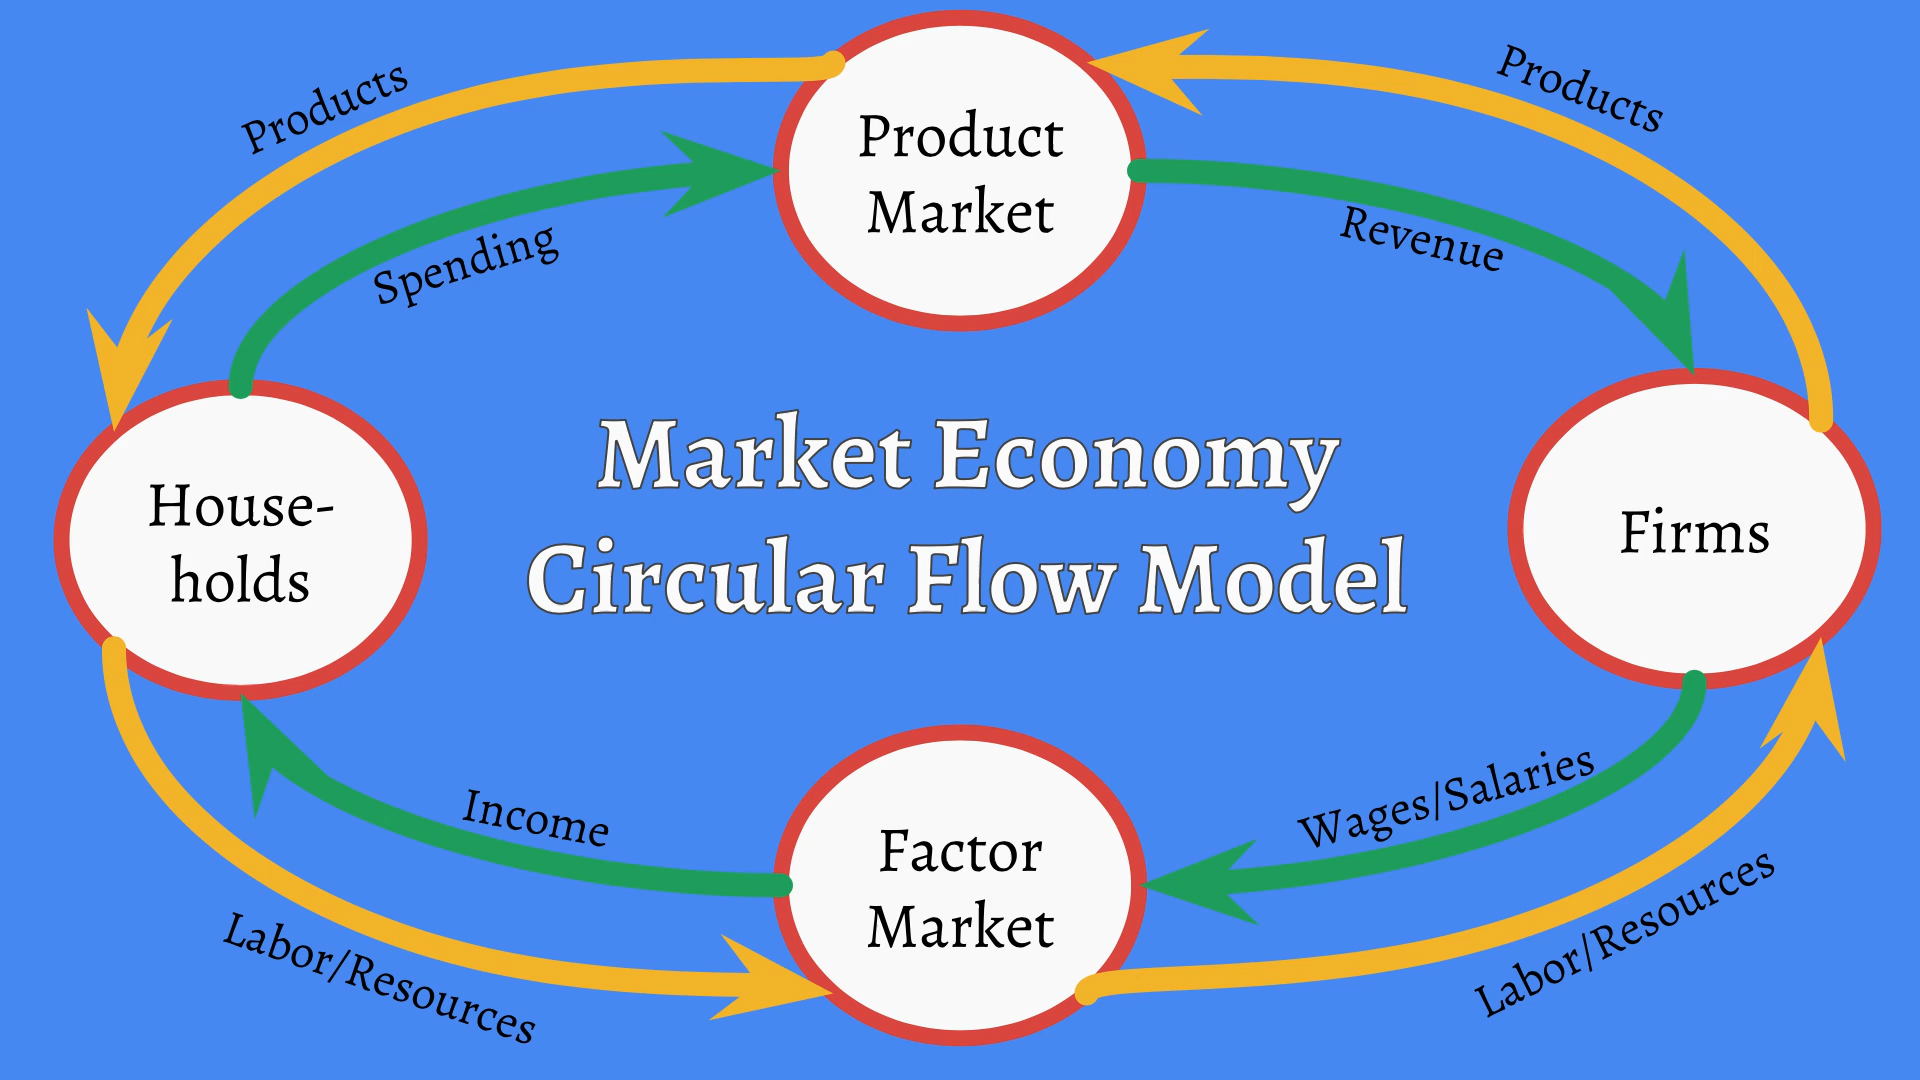 Products
Products
Product
Market
Spending
Revenue
House-
holds
Market Economy
Circular Flow Model
Firms
Income
Wages/Salaries
Factor
Market
Labor/Resources
Labor/Resources